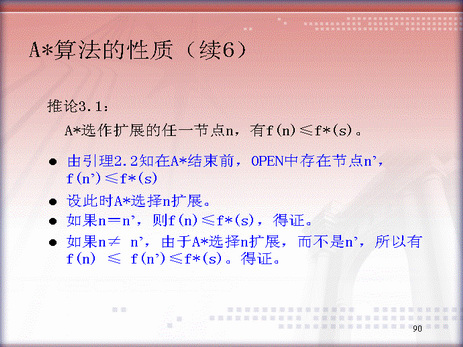 A*算法的性质（续6）
推论3.1：
A*选作扩展的任一节点n，有f(n)≤f*(s)。
● 由引理2.2知在A*结束前，OPEN中存在节点n’，
f(n’)≤f*(s)
● 设此时A*选择n扩展。
● 如果n＝n’，则f(n)≤f*(s)，得证。
● 如果n≠ n’，由于A*选择n扩展，而不是n’，所以有
f(n) ≤ f(n’)≤f*(s)。得证。
90